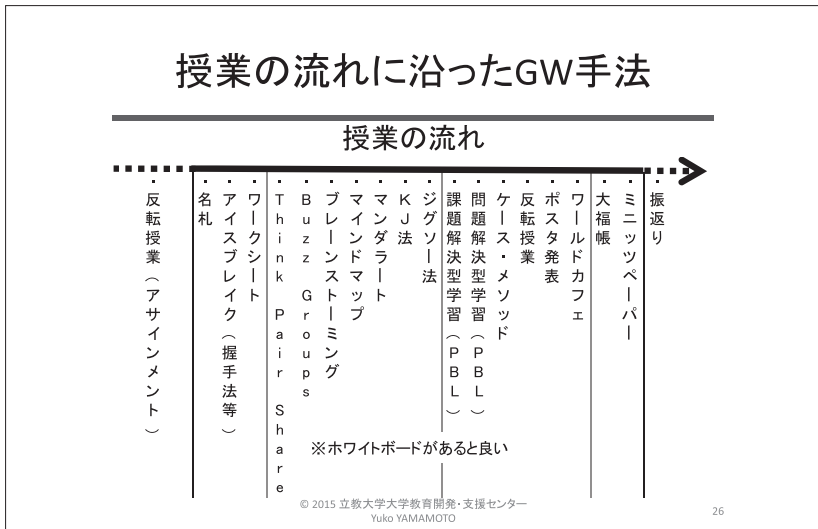 授業の流れに沿ったGW手法
授業の流れ
・反転授業（アサインメント）
・名札
・アイスブレイク（握手法等）
・ワークシート
・Think Pair Share
・Buzz Groups
・ブレーンストーミング
・マインドマップ
・マンダラート
・KJ法
・ジグソー法
・課題解決型学習（PBL）
・問題解決型学習（PBL）
・ケース・メソッド
・反転授業
・ポスタ発表
・ワールドカフェ
・大福帳
・ミニッツペーパー
・振返り
※ホワイトボードがあると良い
© 2015 立教大学大学教育開発・支援センター
Yuko YAMAMOTO
26